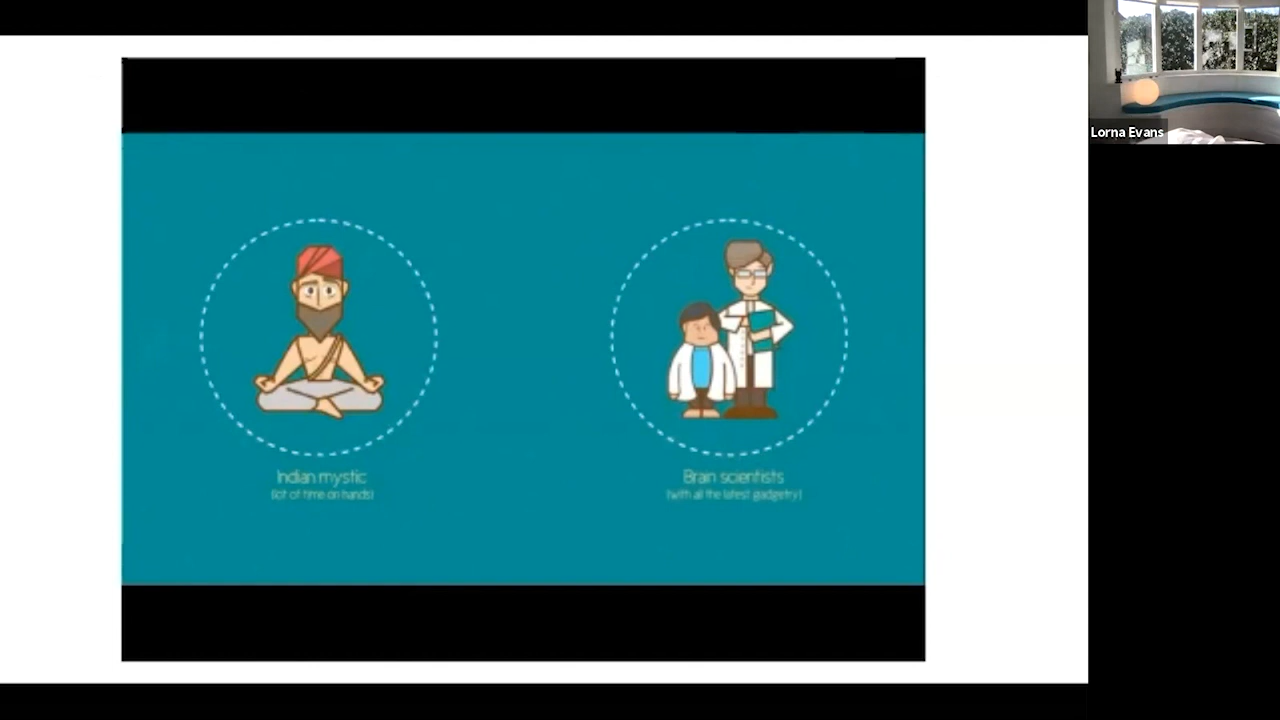 Indian mystic
(lot of time on hands)
Brain scientists
(with all the latest gadgetry)
Lorna Evans